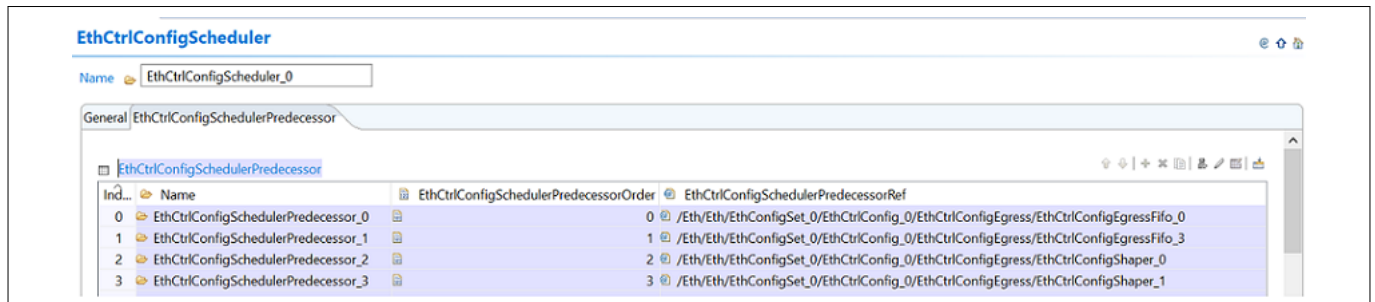 EthCtrlConfigScheduler
Name EthCtrlConfigScheduler_0
General EthCtrlConfigSchedulerPredecessor
EthCtrlConfigSchedulerPredecessor
Ind... Name EthCtrlConfigSchedulerPredecessorOrder EthCtrlConfigSchedulerPredecessorRef
0 EthCtrlConfigSchedulerPredecessor_0 0 /Eth/Eth/EthConfigSet_0/EthCtrlConfig_0/EthCtrlConfigEgress/EthCtrlConfigEgressFifo_0
1 EthCtrlConfigSchedulerPredecessor_1 1 /Eth/Eth/EthConfigSet_0/EthCtrlConfig_0/EthCtrlConfigEgress/EthCtrlConfigEgressFifo_3
2 EthCtrlConfigSchedulerPredecessor_2 2 /Eth/Eth/EthConfigSet_0/EthCtrlConfig_0/EthCtrlConfigEgress/EthCtrlConfigShaper_0
3 EthCtrlConfigSchedulerPredecessor_3 3 /Eth/Eth/EthConfigSet_0/EthCtrlConfig_0/EthCtrlConfigEgress/EthCtrlConfigShaper_1